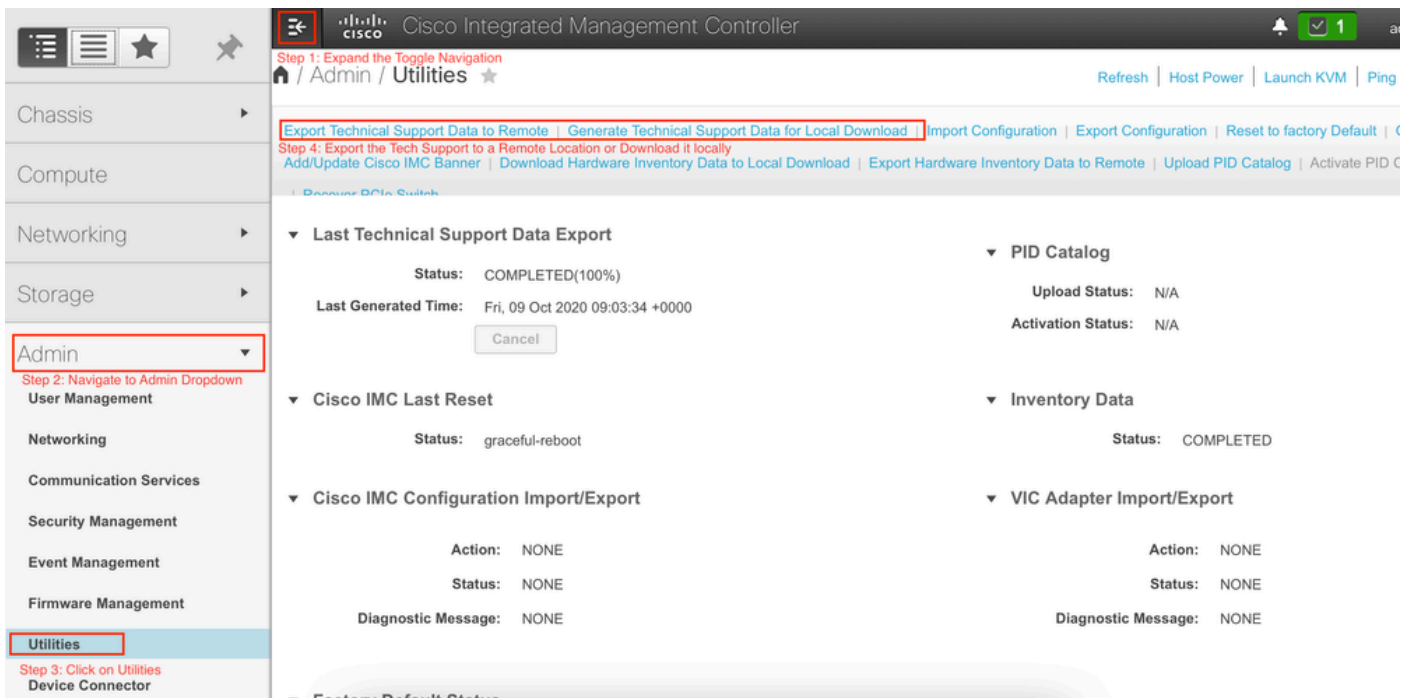 cisco Cisco Integrated Management Controller 1
Step 1: Expand the Toggle Navigation
/ Admin / Utilities
Refresh | Host Power | Launch KVM | Ping
Chassis
Compute
Networking
Storage
Admin
Step 2: Navigate to Admin Dropdown
User Management
Networking
Communication Services
Security Management
Event Management
Firmware Management
Utilities
Step 3: Click on Utilities
Device Connector
Export Technical Support Data to Remote | Generate Technical Support Data for Local Download | Import Configuration | Export Configuration | Reset to factory Default |
Step 4: Export the Tech Support to a Remote Location or Download it locally
Add/Update Cisco IMC Banner | Download Hardware Inventory Data to Local Download | Export Hardware Inventory Data to Remote | Upload PID Catalog | Activate PID
| Recover PCIe Switch
Last Technical Support Data Export
Status: COMPLETED(100%)
Last Generated Time: Fri, 09 Oct 2020 09:03:34 +0000
Cancel
PID Catalog
Upload Status: N/A
Activation Status: N/A
Cisco IMC Last Reset
Status: graceful-reboot
Inventory Data
Status: COMPLETED
Cisco IMC Configuration Import/Export
Action: NONE
Status: NONE
Diagnostic Message: NONE
VIC Adapter Import/Export
Action: NONE
Status: NONE
Diagnostic Message: NONE
Factory Default Status